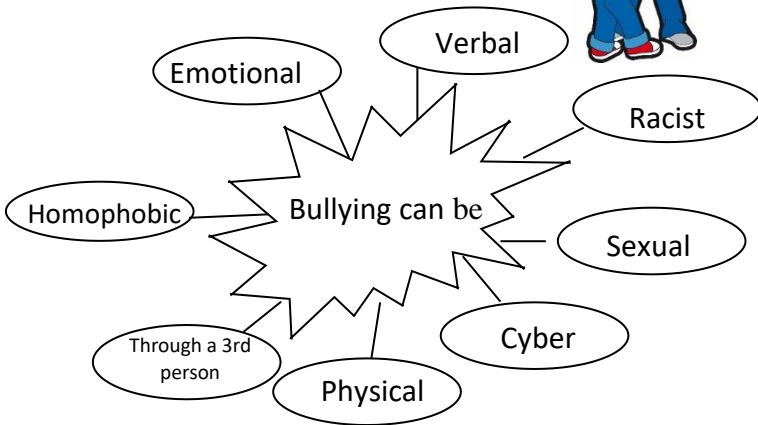 Verbal
Emotional
Racist
Homophobic
Bullying can be
Sexual
Cyber
Through a 3rd
person
Physical